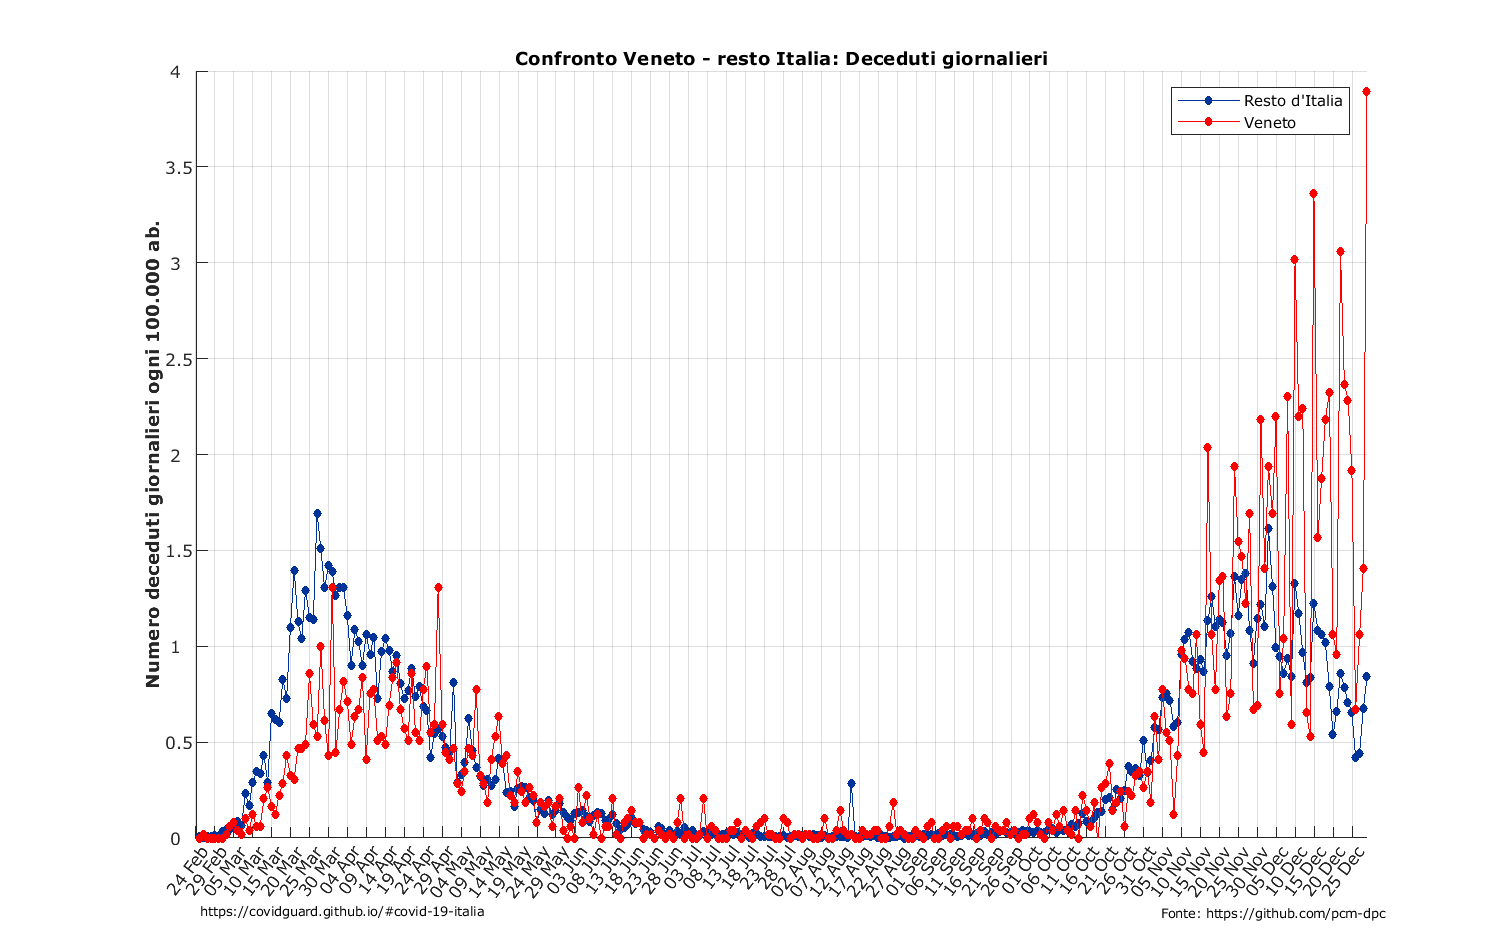 Confronto Veneto - resto Italia: Deceduti giornalieri
Resto d'Italia
Veneto
Numero deceduti giornalieri ogni 100.000 ab.
4
3.5
3
2.5
2
1.5
1
0.5
0
24 Feb
29 Feb
05 Mar
10 Mar
15 Mar
20 Mar
25 Mar
30 Mar
04 Apr
09 Apr
14 Apr
19 Apr
24 Apr
29 Apr
04 May
09 May
14 May
19 May
24 May
29 May
03 Jun
08 Jun
13 Jun
18 Jun
23 Jun
28 Jun
03 Jul
08 Jul
13 Jul
18 Jul
23 Jul
28 Jul
02 Aug
07 Aug
12 Aug
17 Aug
22 Aug
27 Aug
01 Sep
06 Sep
11 Sep
16 Sep
21 Sep
26 Sep
01 Oct
06 Oct
11 Oct
16 Oct
21 Oct
26 Oct
31 Oct
05 Nov
10 Nov
15 Nov
20 Nov
25 Nov
30 Nov
05 Dec
10 Dec
15 Dec
20 Dec
25 Dec
https://covidguard.github.io/#covid-19-italia
Fonte: https://github.com/pcm-dpc